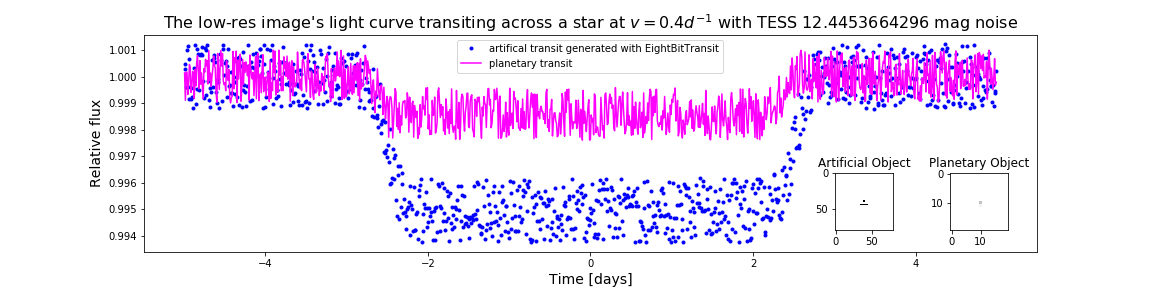 The low-res image's light curve transiting across a star at v = 0.4d⁻¹ with TESS 12.4453664296 mag noise
artifical transit generated with EightBitTransit
planetary transit
Relative flux
1.001
1.000
0.999
0.998
0.997
0.996
0.995
0.994
Artificial Object
0
50
0 50
Planetary Object
0
10
0 10
−4 −2 0 2 4
Time [days]